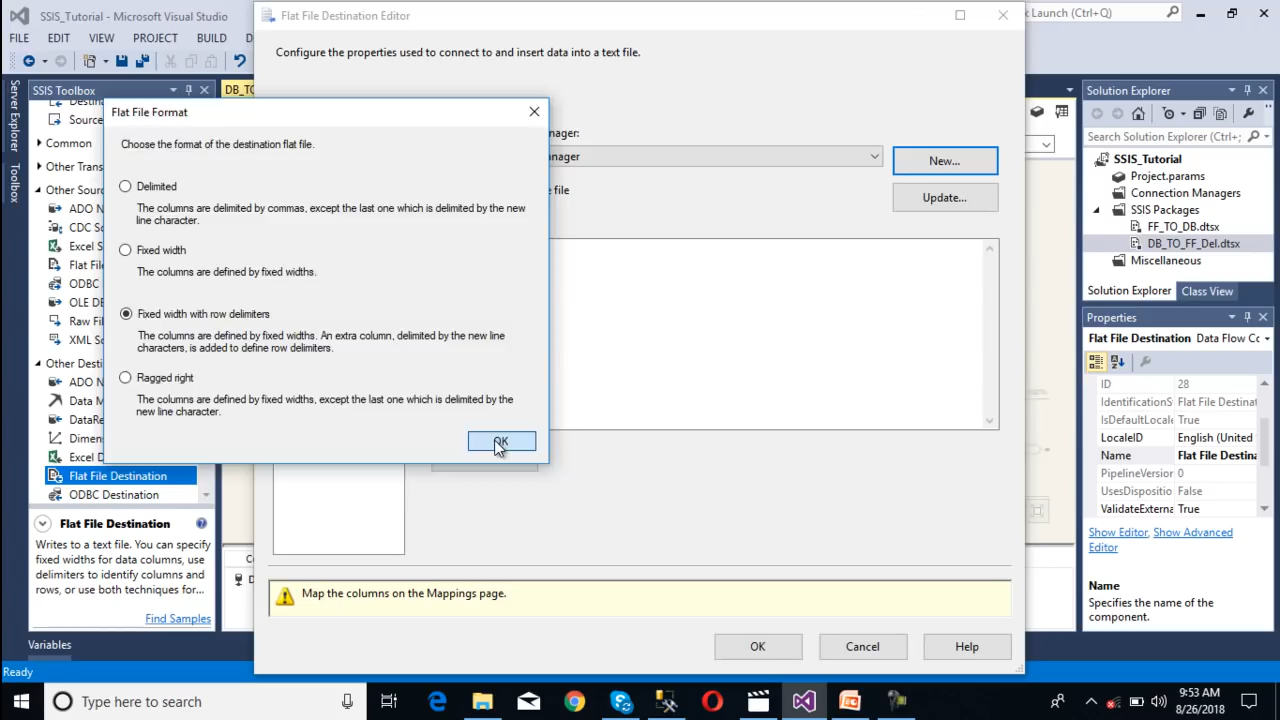 SSIS_Tutorial - Microsoft Visual Studio
Flat File Destination Editor
Launch (Ctrl+Q)
FILE EDIT VIEW PROJECT BUILD
Configure the properties used to connect to and insert data into a text file.
Server Explorer
Toolbox
SSIS Toolbox
DB_TO
Source
Common
Other Trans
Other Sourc
ADO N
CDC So
Excel S
Flat Fil
ODBC
OLE DE
Raw Fi
XML So
Other Desti
ADO N
Data M
DataRe
Dimen
Excel D
Flat File Destination
ODBC Destination
Flat File Destination
Writes to a text file. You can specify
fixed widths for data columns, use
delimiters to identify columns and
rows, or use both techniques for
Find Samples
Variables
Ready
Flat File Format
Choose the format of the destination flat file.
Delimited
The columns are delimited by commas, except the last one which is delimited by the new
line character.
Fixed width
The columns are defined by fixed widths.
Fixed width with row delimiters
The columns are defined by fixed widths. An extra column, delimited by the new line
characters, is added to define row delimiters.
Ragged right
The columns are defined by fixed widths, except the last one which is delimited by the
new line character.
OK
nager:
nager
New...
e file
Update...
Map the columns on the Mappings page.
OK Cancel Help
Solution Explorer
Search Solution Explorer (Ctrl+;
SSIS_Tutorial
Project.params
Connection Managers
SSIS Packages
FF_TO_DB.dtsx
DB_TO_FF_Del.dtsx
Miscellaneous
Solution Explorer Class View
Properties
Flat File Destination Data Flow Cc
ID 28
IdentificationS Flat File Destinat
IsDefaultLocale True
LocaleID English (United
Name Flat File Destina
PipelineVersion 0
UsesDispositio False
ValidateExterna True
Show Editor, Show Advanced
Editor
Name
Specifies the name of the
component.
Type here to search
9:53 AM
8/26/2018